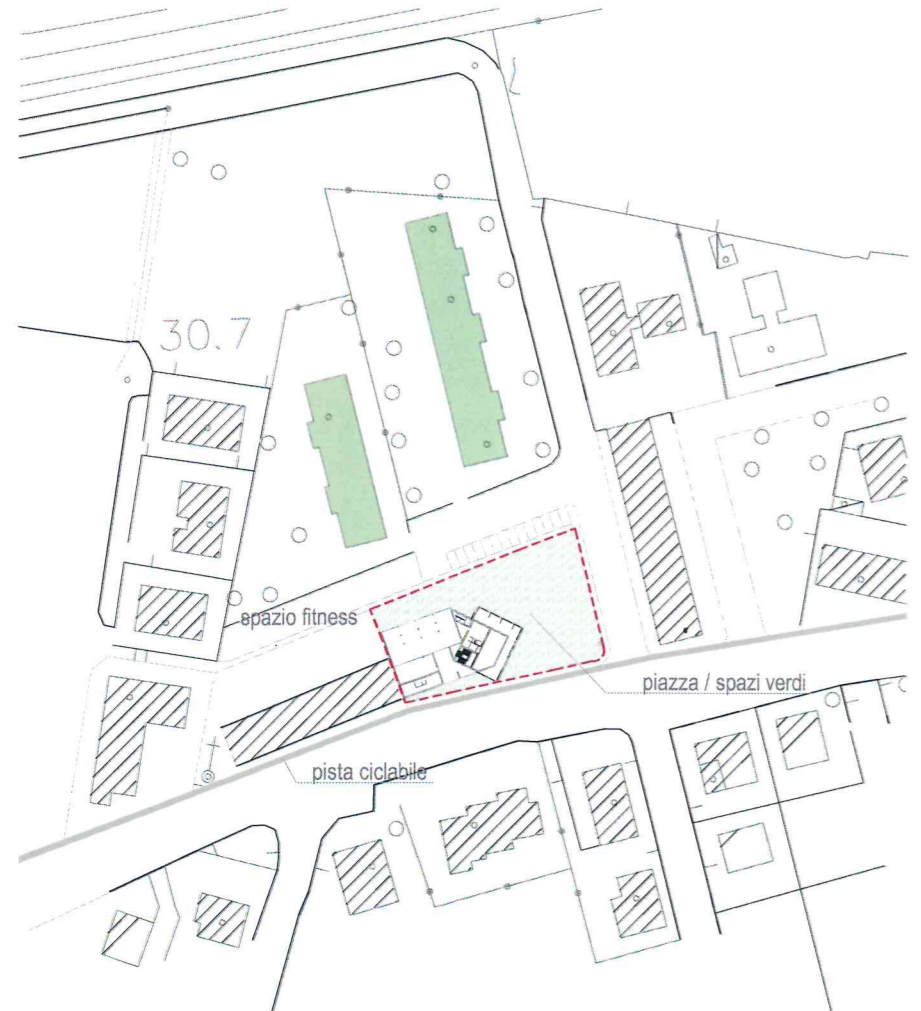 30.7
spazio fitness
piazza / spazi verdi
pista ciclabile